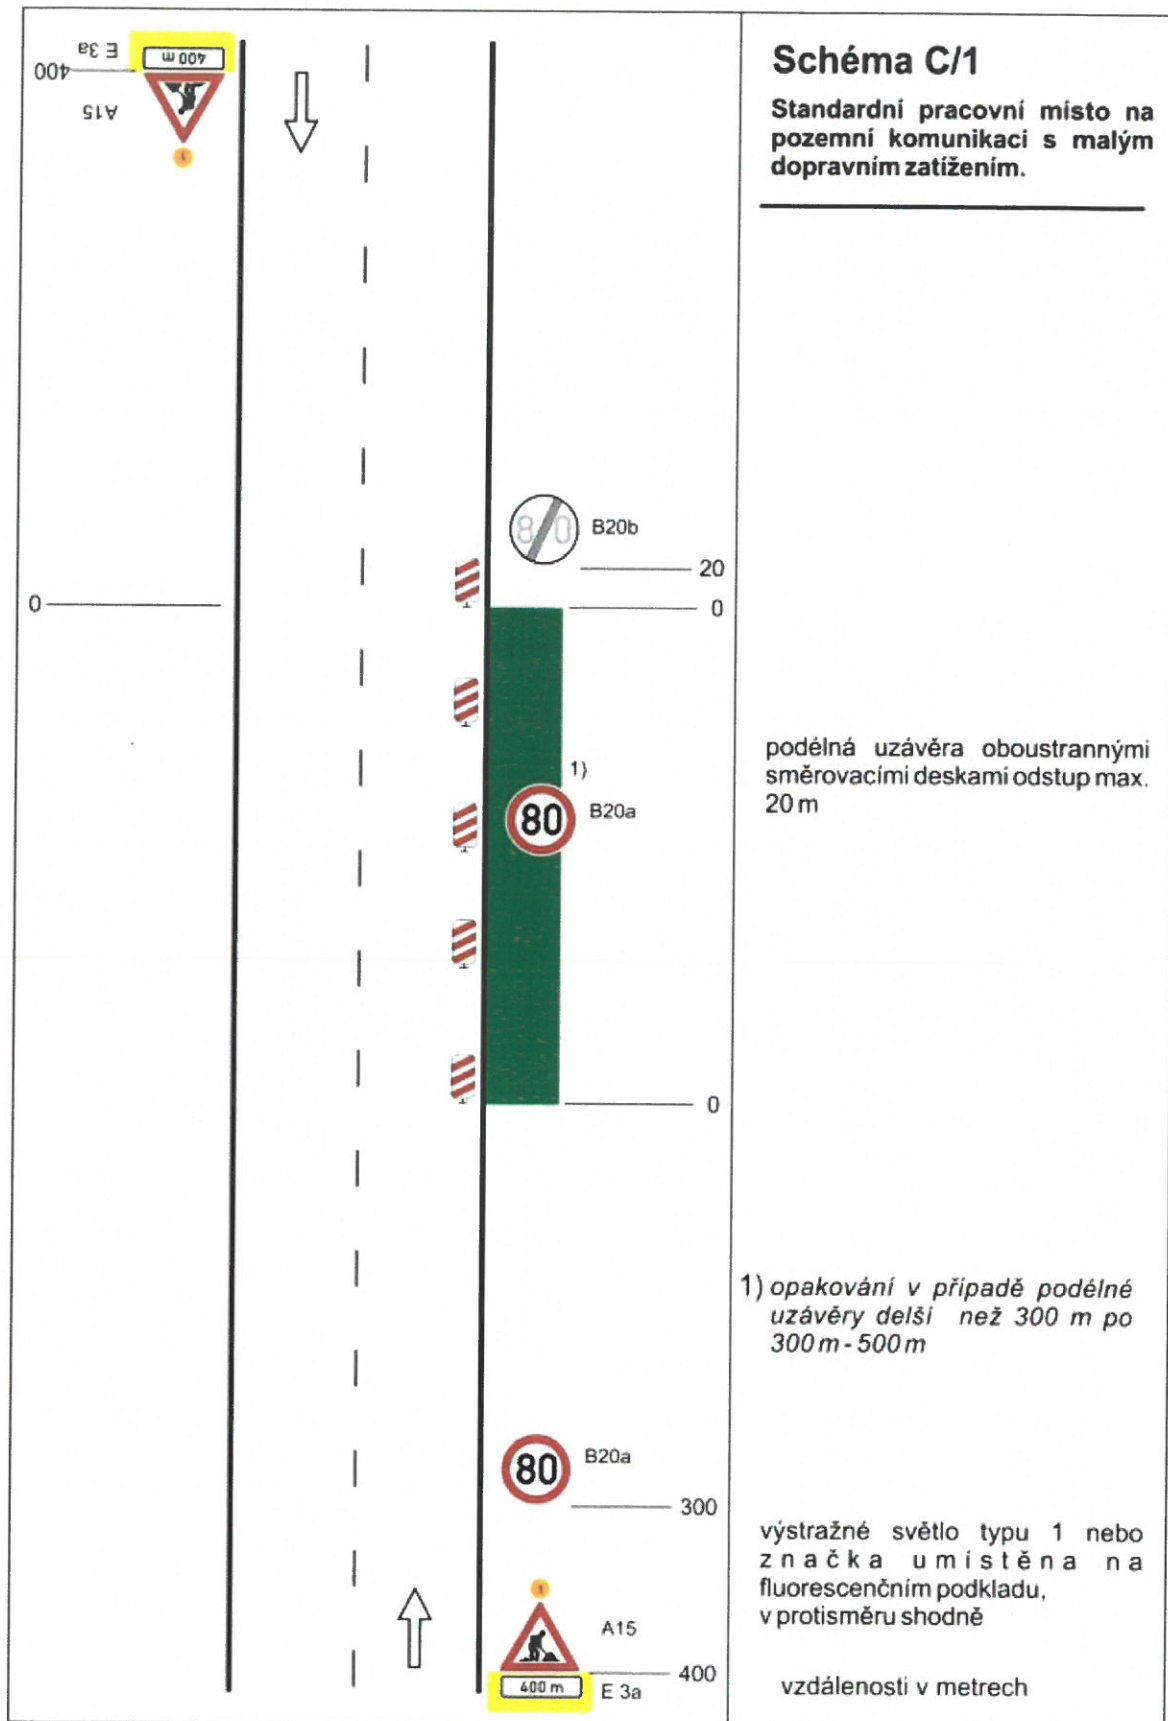 E 3a
400 m
400
A15
1
Schéma C/1
Standardní pracovní místo na
pozemní komunikaci s malým
dopravním zatížením.
80
B20b
20
0
0
1)
80
B20a
podélná uzávěra oboustrannými
směrovacími deskami odstup max.
20 m
0
1) opakování v případě podélné
uzávěry delší než 300 m po
300 m - 500 m
80
B20a
300
výstražné světlo typu 1 nebo
značka umístěna na
fluorescenčním podkladu,
v protisměru shodně
1
A15
400
400 m
E 3a
vzdálenosti v metrech